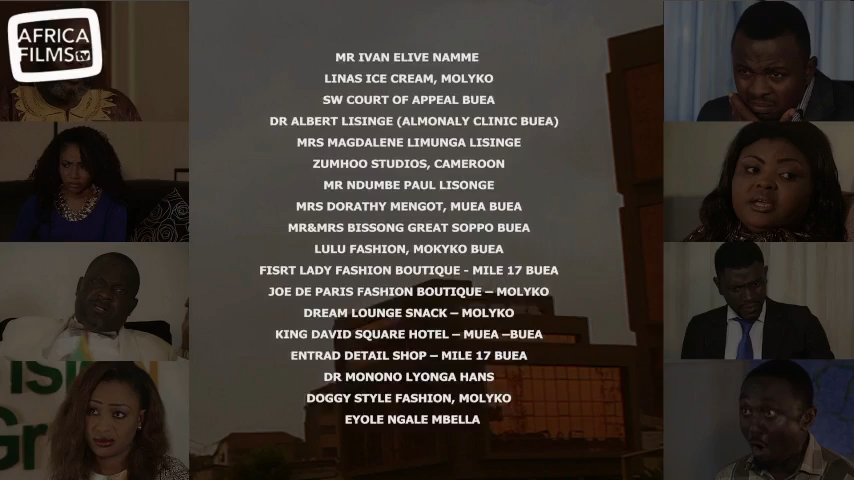 AFRICA
FILMStv
MR IVAN ELIVE NAMME
LINAS ICE CREAM, MOLYKO
SW COURT OF APPEAL BUEA
DR ALBERT LISINGE (ALMONALY CLINIC BUEA)
MRS MAGDALENE LIMUNGA LISINGE
ZUMHOO STUDIOS, CAMEROON
MR NDUMBE PAUL LISONGE
MRS DORATHY MENGOT, MUEA BUEA
MR&MRS BISSONG GREAT SOPPO BUEA
LULU FASHION, MOKYKO BUEA
FISRT LADY FASHION BOUTIQUE - MILE 17 BUEA
JOE DE PARIS FASHION BOUTIQUE – MOLYKO
DREAM LOUNGE SNACK – MOLYKO
KING DAVID SQUARE HOTEL – MUEA –BUEA
ENTRAD DETAIL SHOP – MILE 17 BUEA
DR MONONO LYONGA HANS
DOGGY STYLE FASHION, MOLYKO
EYOLE NGALE MBELLA